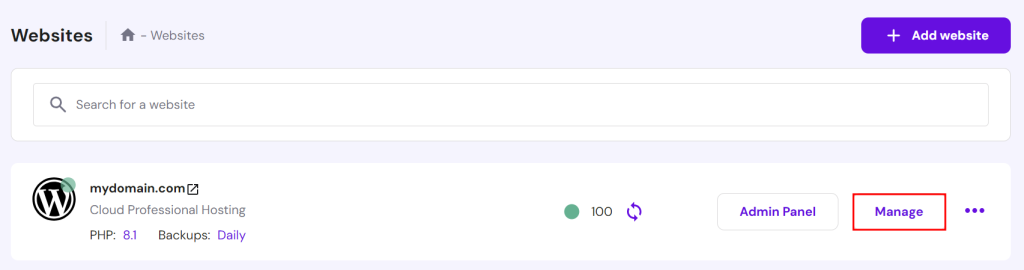 Websites
- Websites
Add website
Search for a website
mydomain.com
Cloud Professional Hosting
PHP: 8.1 Backups: Daily
100
Admin Panel
Manage